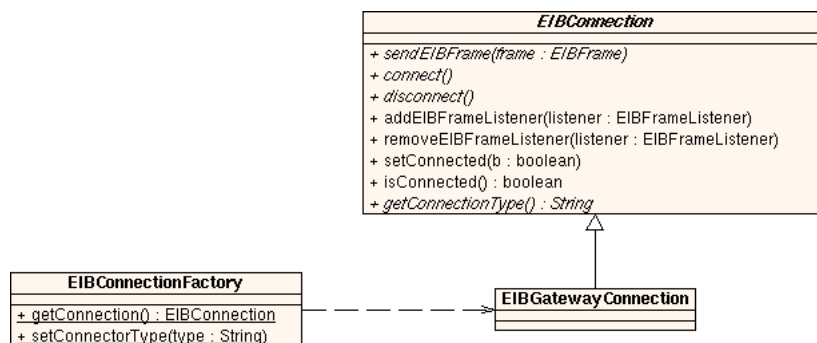 EIBConnection
+ sendEIBFrame(frame : EIBFrame)
+ connect()
+ disconnect()
+ addEIBFrameListener(listener : EIBFrameListener)
+ removeEIBFrameListener(listener : EIBFrameListener)
+ setConnected(b : boolean)
+ isConnected() : boolean
+ getConnectionType() : String
EIBConnectionFactory
+ getConnection() : EIBConnection
+ setConnectorType(type : String)
EIBGatewayConnection